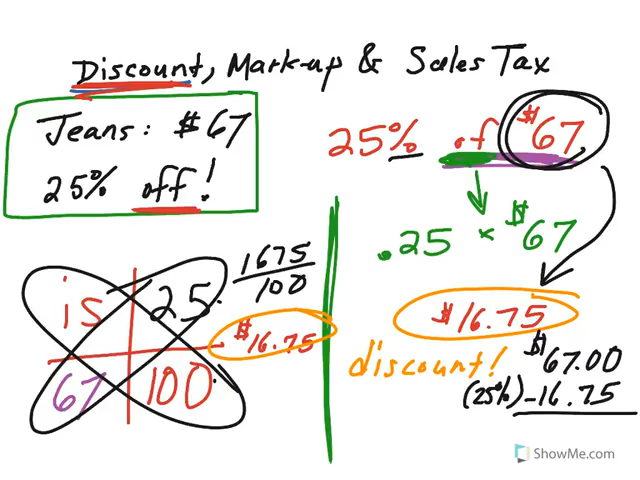 Discount, Mark-up & Sales Tax
Jeans: $67
25% off!
25% of $67
.25 × $67
$16.75
discount!
$67.00
(25%) -16.75
is 25
67 100
1675
100
$16.75
ShowMe.com